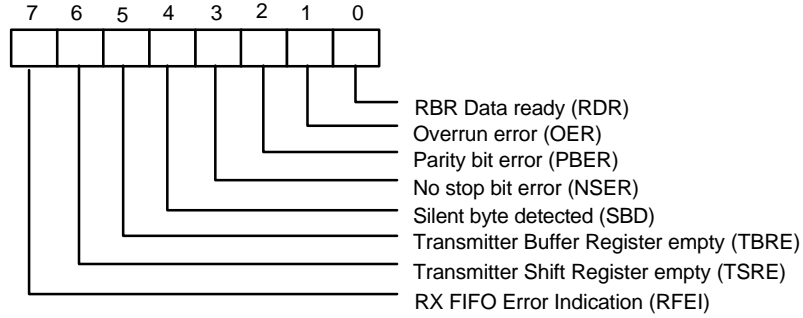 7 6 5 4 3 2 1 0
RBR Data ready (RDR)
Overrun error (OER)
Parity bit error (PBER)
No stop bit error (NSER)
Silent byte detected (SBD)
Transmitter Buffer Register empty (TBRE)
Transmitter Shift Register empty (TSRE)
RX FIFO Error Indication (RFEI)